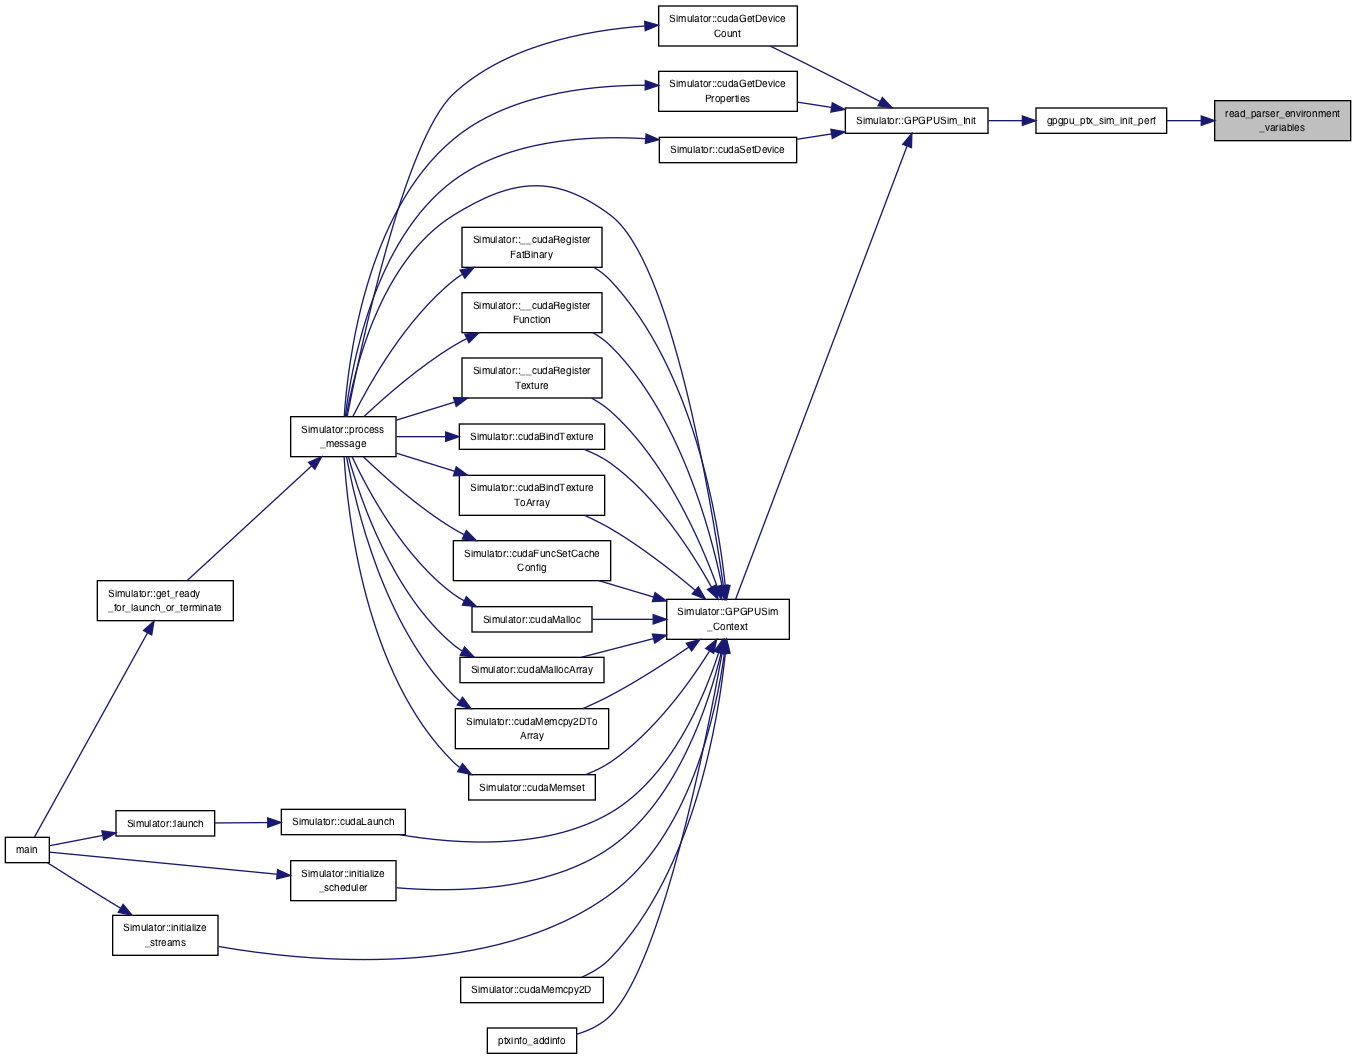 Simulator::cudaGetDevice
Count
Simulator::cudaGetDevice
Properties
Simulator::GPGPUSim_Init
gpgpu_ptx_sim_init_perf
read_parser_environment
_variables
Simulator::cudaSetDevice
Simulator::__cudaRegister
FatBinary
Simulator::__cudaRegister
Function
Simulator::__cudaRegister
Texture
Simulator::process
_message
Simulator::cudaBindTexture
Simulator::cudaBindTexture
ToArray
Simulator::cudaFuncSetCache
Config
Simulator::get_ready
_for_launch_or_terminate
Simulator::cudaMalloc
Simulator::GPGPUSim
_Context
Simulator::cudaMallocArray
Simulator::cudaMemcpy2DTo
Array
Simulator::cudaMemset
Simulator::launch
Simulator::cudaLaunch
main
Simulator::initialize
_scheduler
Simulator::initialize
_streams
Simulator::cudaMemcpy2D
ptxinfo_addinfo